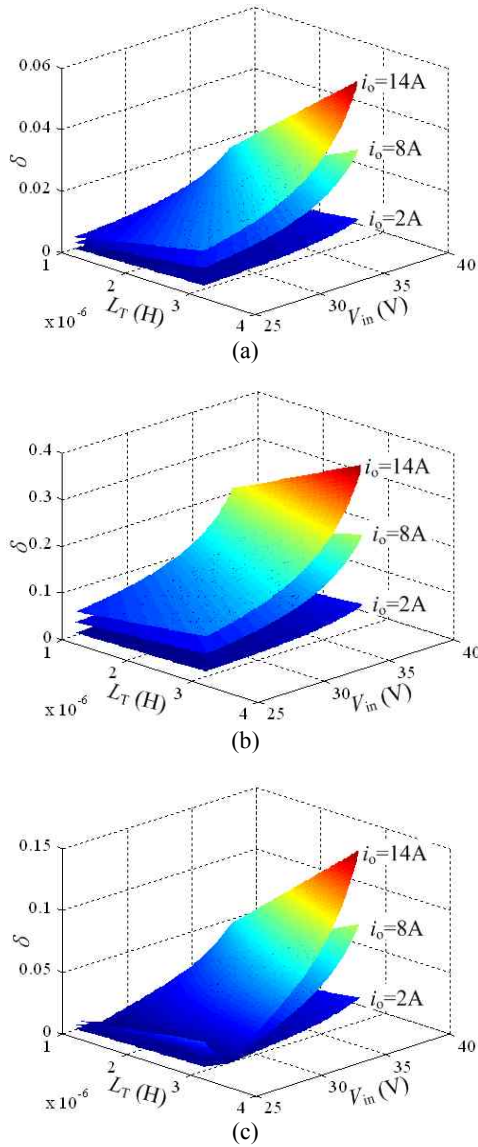 0.06
0.04
0.02
0
δ
1
2
3
4
x10⁻⁶
L_T (H)
25
30
35
40
V_in (V)
i_o=14A
i_o=8A
i_o=2A
(a)
0.4
0.3
0.2
0.1
0
δ
1
2
3
4
x10⁻⁶
L_T (H)
25
30
35
40
V_in (V)
i_o=14A
i_o=8A
i_o=2A
(b)
0.15
0.1
0.05
0
δ
1
2
3
4
x10⁻⁶
L_T (H)
25
30
35
40
V_in (V)
i_o=14A
i_o=8A
i_o=2A
(c)